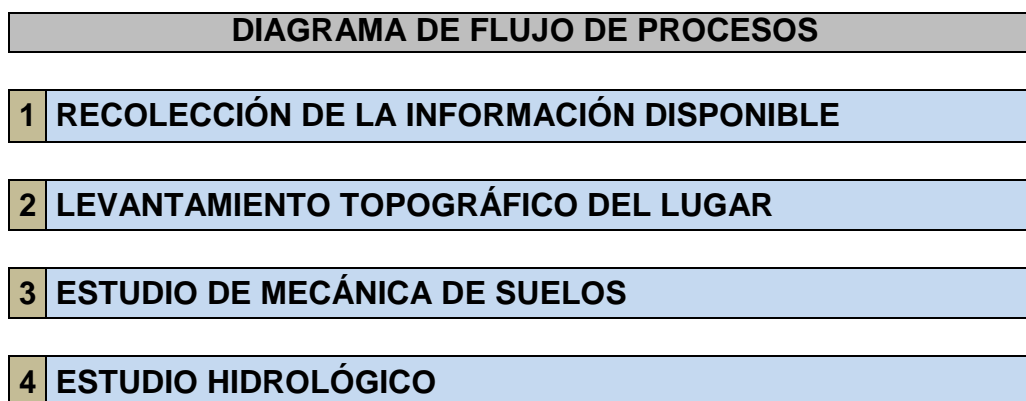 DIAGRAMA DE FLUJO DE PROCESOS
1 RECOLECCIÓN DE LA INFORMACIÓN DISPONIBLE
2 LEVANTAMIENTO TOPOGRÁFICO DEL LUGAR
3 ESTUDIO DE MECÁNICA DE SUELOS
4 ESTUDIO HIDROLÓGICO